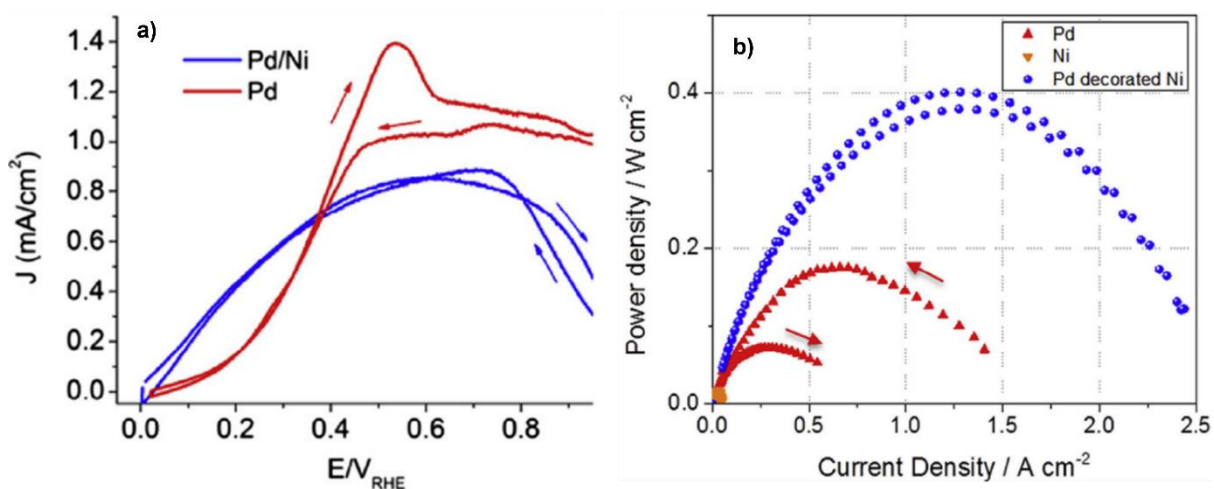 a)
Pd/Ni
Pd
1.4
1.2
1.0
0.8
0.6
0.4
0.2
0.0
J (mA/cm²)
0.0 0.2 0.4 0.6 0.8
E/V_RHE
b)
Pd
Ni
Pd decorated Ni
0.4
0.2
0.0
Power density / W cm⁻²
0.0 0.5 1.0 1.5 2.0 2.5
Current Density / A cm⁻²